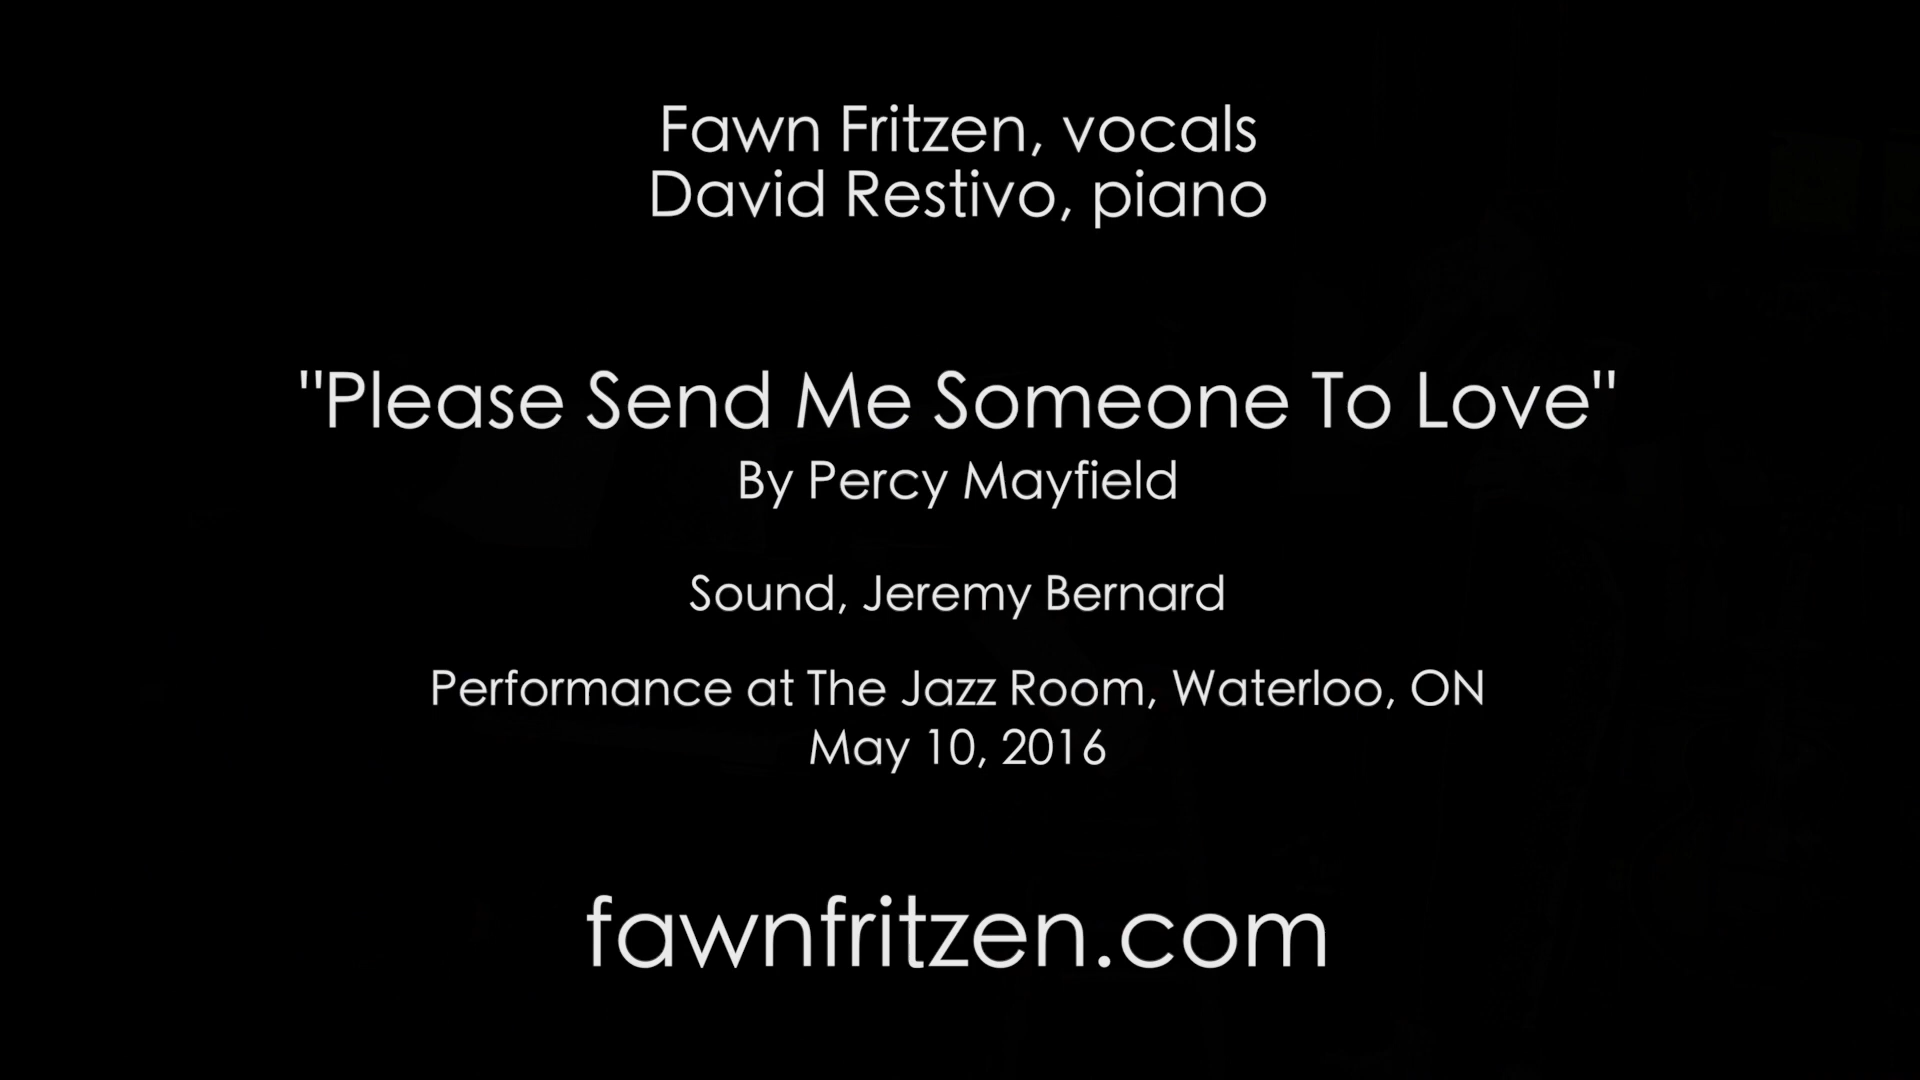 Fawn Fritzen, vocals
David Restivo, piano
"Please Send Me Someone To Love"
By Percy Mayfield
Sound, Jeremy Bernard
Performance at The Jazz Room, Waterloo, ON
May 10, 2016
fawnfritzen.com